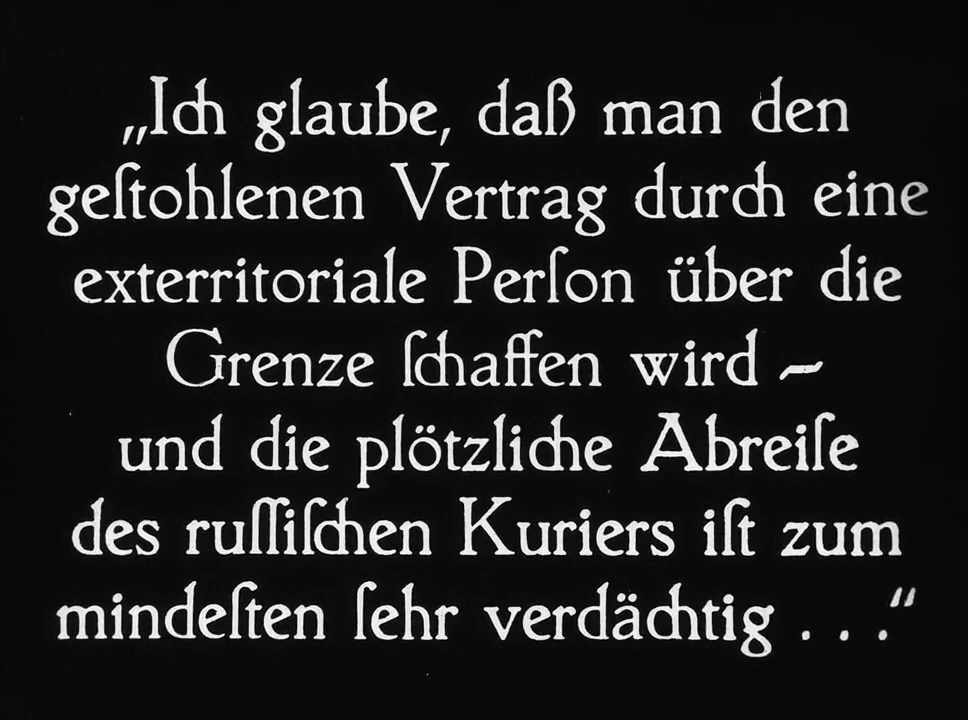 „Ich glaube, daß man den
geſtohlenen Vertrag durch eine
exterritoriale Perſon über die
Grenze ſchaffen wird –
und die plötzliche Abreiſe
des ruſſiſchen Kuriers iſt zum
mindeſten ſehr verdächtig . . .“